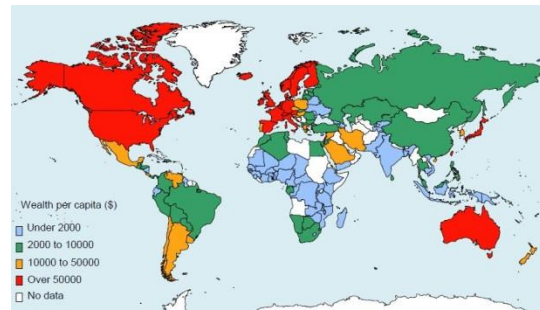 Wealth per capita ($)
Under 2000
2000 to 10000
10000 to 50000
Over 50000
No data